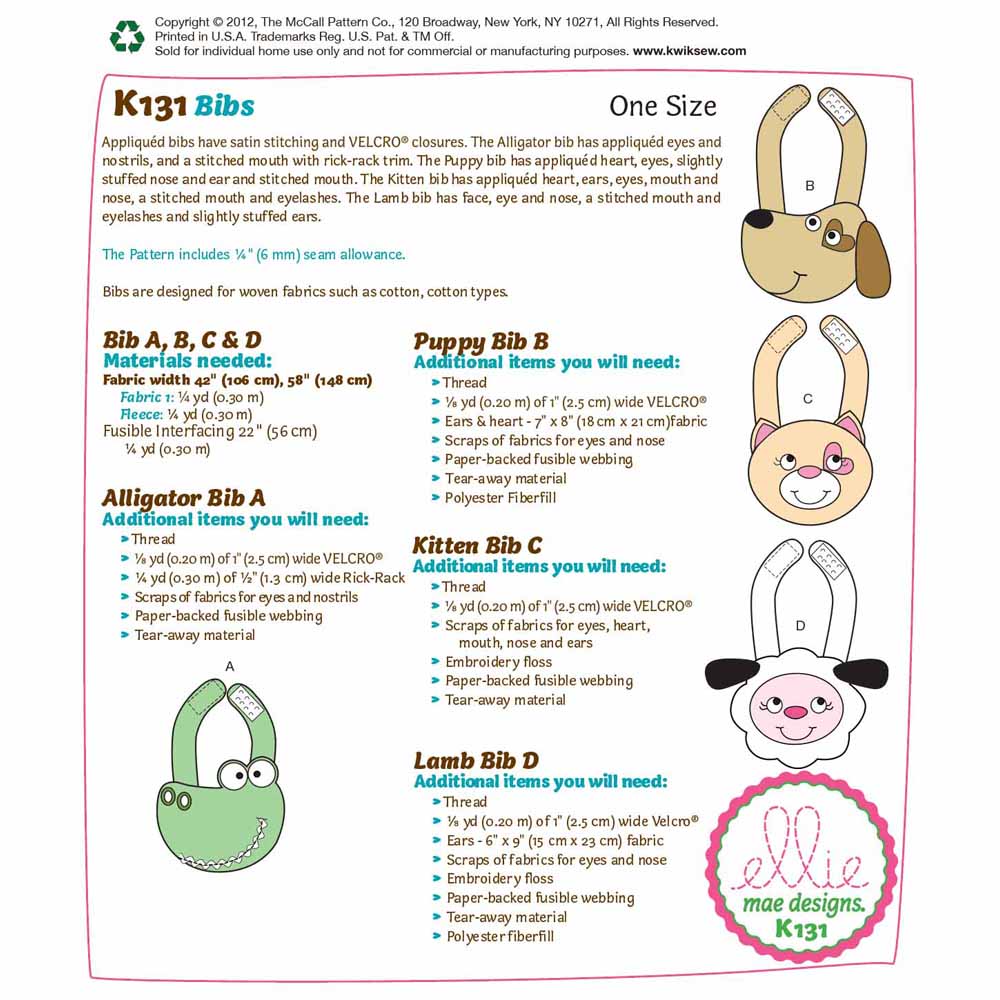 Copyright © 2012, The McCall Pattern Co., 120 Broadway, New York, NY 10271, All Rights Reserved.
Printed in U.S.A. Trademarks Reg. U.S. Pat. & TM Off.
Sold for individual home use only and not for commercial or manufacturing purposes. www.kwiksew.com
K131 Bibs
One Size
Appliquéd bibs have satin stitching and VELCRO® closures. The Alligator bib has appliquéd eyes and
nostrils, and a stitched mouth with rick-rack trim. The Puppy bib has appliquéd heart, eyes, slightly
stuffed nose and ear and stitched mouth. The Kitten bib has appliquéd heart, ears, eyes, mouth and
nose, a stitched mouth and eyelashes. The Lamb bib has face, eye and nose, a stitched mouth and
eyelashes and slightly stuffed ears.
The Pattern includes ¼" (6 mm) seam allowance.
Bibs are designed for woven fabrics such as cotton, cotton types.
Bib A, B, C & D
Materials needed:
Fabric width 42" (106 cm), 58" (148 cm)
Fabric 1: ¼ yd (0.30 m)
Fleece: ¼ yd (0.30 m)
Fusible Interfacing 22" (56 cm)
¼ yd (0.30 m)
Alligator Bib A
Additional items you will need:
➤ Thread
➤ ⅛ yd (0.20 m) of 1" (2.5 cm) wide VELCRO®
➤ ¼ yd (0.30 m) of ½" (1.3 cm) wide Rick-Rack
➤ Scraps of fabrics for eyes and nostrils
➤ Paper-backed fusible webbing
➤ Tear-away material
A
Puppy Bib B
Additional items you will need:
➤ Thread
➤ ⅛ yd (0.20 m) of 1" (2.5 cm) wide VELCRO®
➤ Ears & heart - 7" x 8" (18 cm x 21 cm)fabric
➤ Scraps of fabrics for eyes and nose
➤ Paper-backed fusible webbing
➤ Tear-away material
➤ Polyester Fiberfill
Kitten Bib C
Additional items you will need:
➤ Thread
➤ ⅛ yd (0.20 m) of 1" (2.5 cm) wide VELCRO®
➤ Scraps of fabrics for eyes, heart,
mouth, nose and ears
➤ Embroidery floss
➤ Paper-backed fusible webbing
➤ Tear-away material
Lamb Bib D
Additional items you will need:
➤ Thread
➤ ⅛ yd (0.20 m) of 1" (2.5 cm) wide Velcro®
➤ Ears - 6" x 9" (15 cm x 23 cm) fabric
➤ Scraps of fabrics for eyes and nose
➤ Embroidery floss
➤ Paper-backed fusible webbing
➤ Tear-away material
➤ Polyester fiberfill
B
C
D
ellie
mae designs.
K131